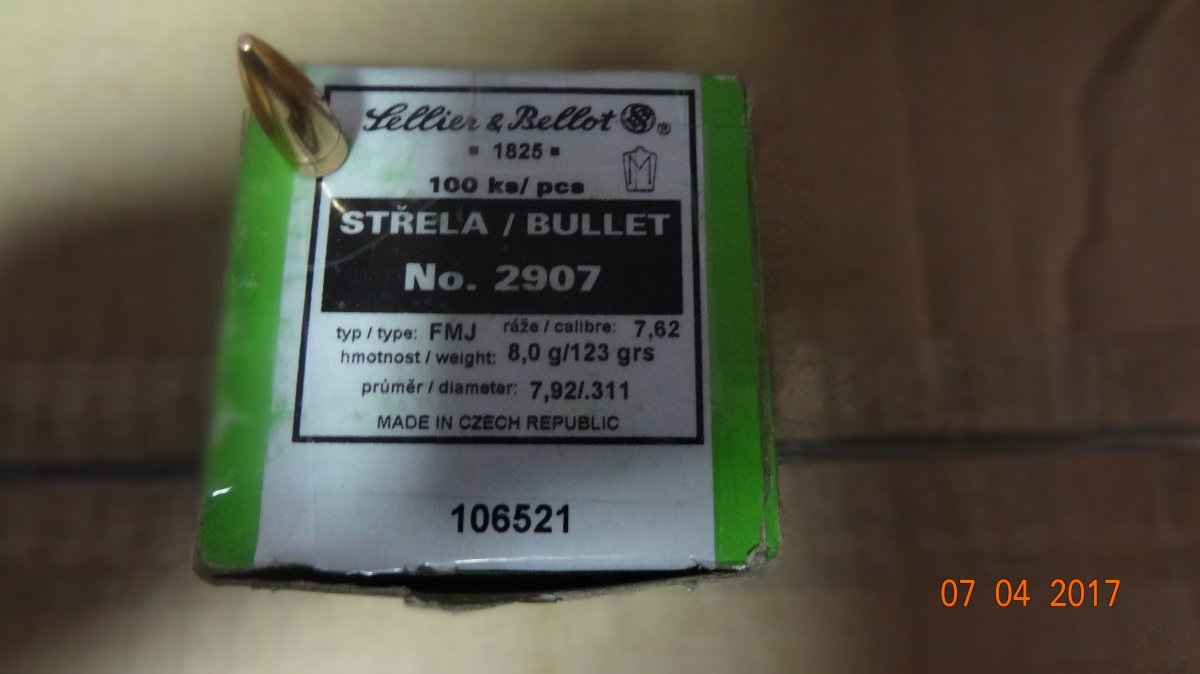 Sellier & Bellot ®
▪ 1825 ▪
100 ks/ pcs
STŘELA / BULLET
No. 2907
typ / type: FMJ ráže / calibre: 7,62
hmotnost / weight: 8,0 g/123 grs
průměr / diameter: 7,92/.311
MADE IN CZECH REPUBLIC
106521
07 04 2017